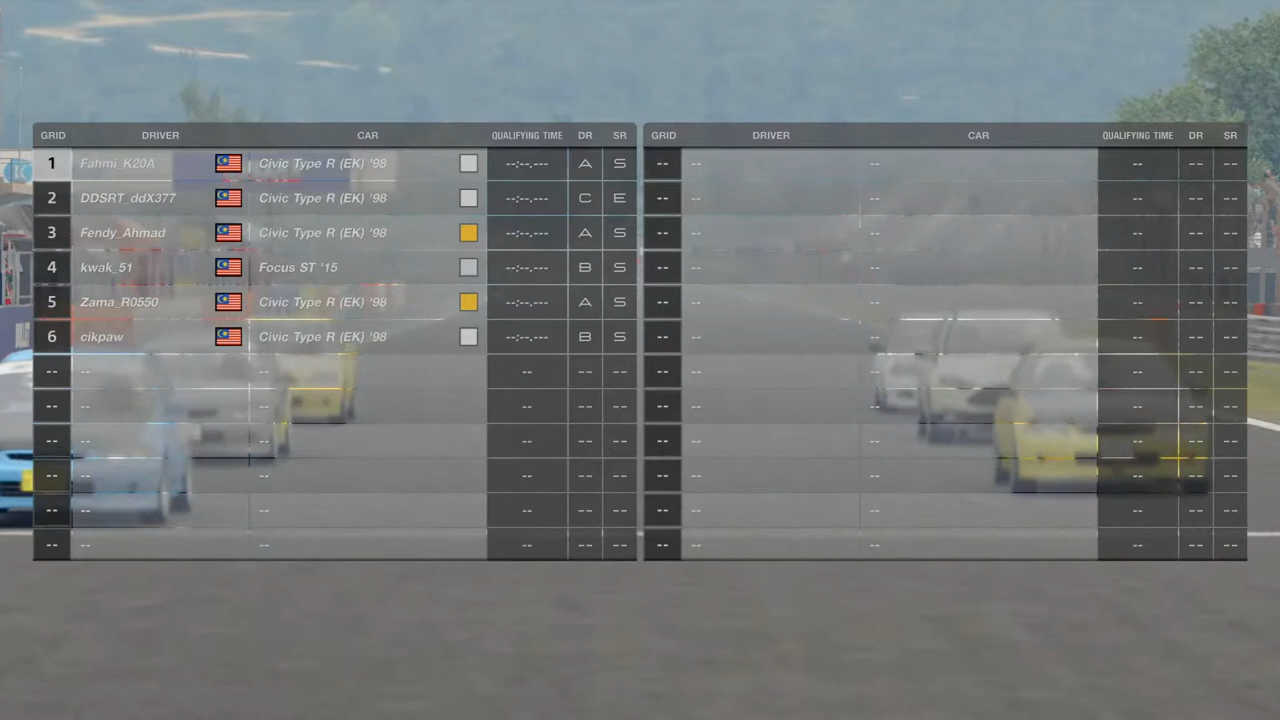 GRID DRIVER CAR QUALIFYING TIME DR SR
1 Fahmi_K20A Civic Type R (EK) '98 --:--.--- A S
2 DDSRT_ddX377 Civic Type R (EK) '98 --:--.--- C E
3 Fendy_Ahmad Civic Type R (EK) '98 --:--.--- A S
4 kwak_51 Focus ST '15 --:--.--- B S
5 Zama_R0550 Civic Type R (EK) '98 --:--.--- A S
6 cikpaw Civic Type R (EK) '98 --:--.--- B S
-- -- -- -- -- --
-- -- -- -- -- --
-- -- -- -- -- --
-- -- -- -- -- --
-- -- -- -- -- --
-- -- -- -- -- --
GRID DRIVER CAR QUALIFYING TIME DR SR
-- -- -- -- -- --
-- -- -- -- -- --
-- -- -- -- -- --
-- -- -- -- -- --
-- -- -- -- -- --
-- -- -- -- -- --
-- -- -- -- -- --
-- -- -- -- -- --
-- -- -- -- -- --
-- -- -- -- -- --
-- -- -- -- -- --
-- -- -- -- -- --